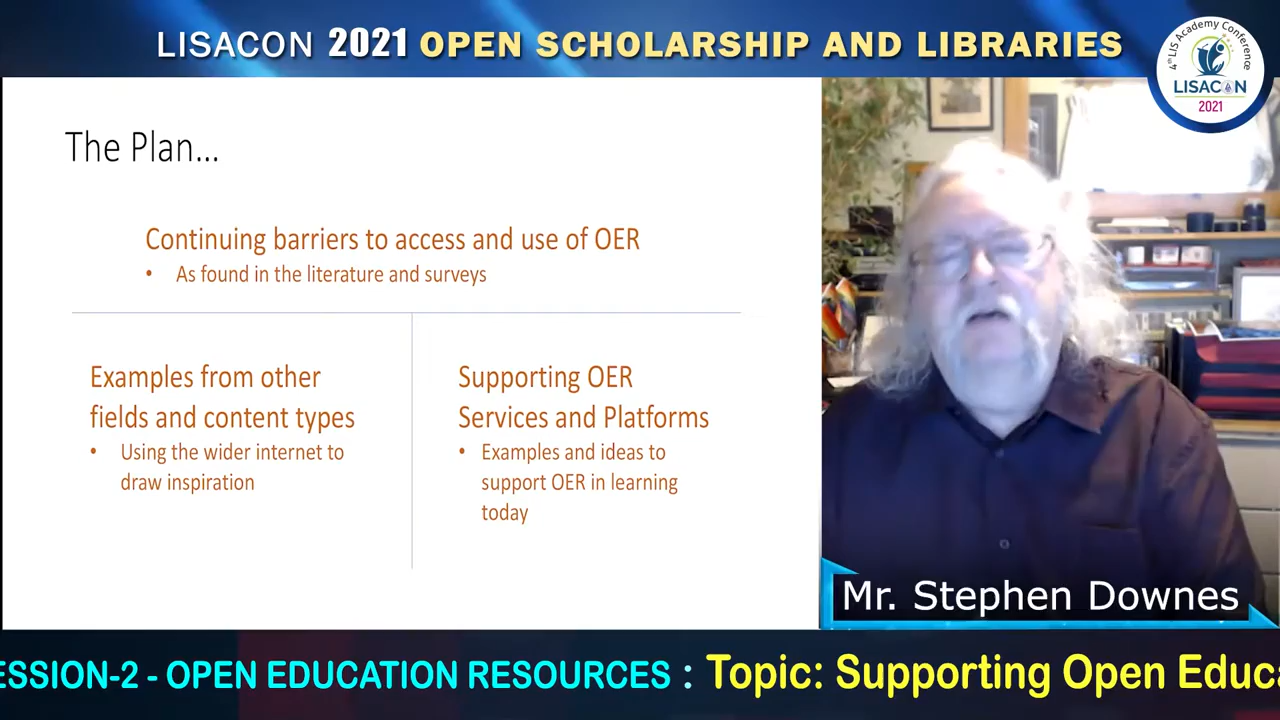 LISACON 2021 OPEN SCHOLARSHIP AND LIBRARIES
4th LIS Academy Conference
LISACON
2021
The Plan...
Continuing barriers to access and use of OER
• As found in the literature and surveys
Examples from other
fields and content types
• Using the wider internet to
draw inspiration
Supporting OER
Services and Platforms
• Examples and ideas to
support OER in learning
today
Mr. Stephen Downes
ESSION-2 - OPEN EDUCATION RESOURCES : Topic: Supporting Open Educa